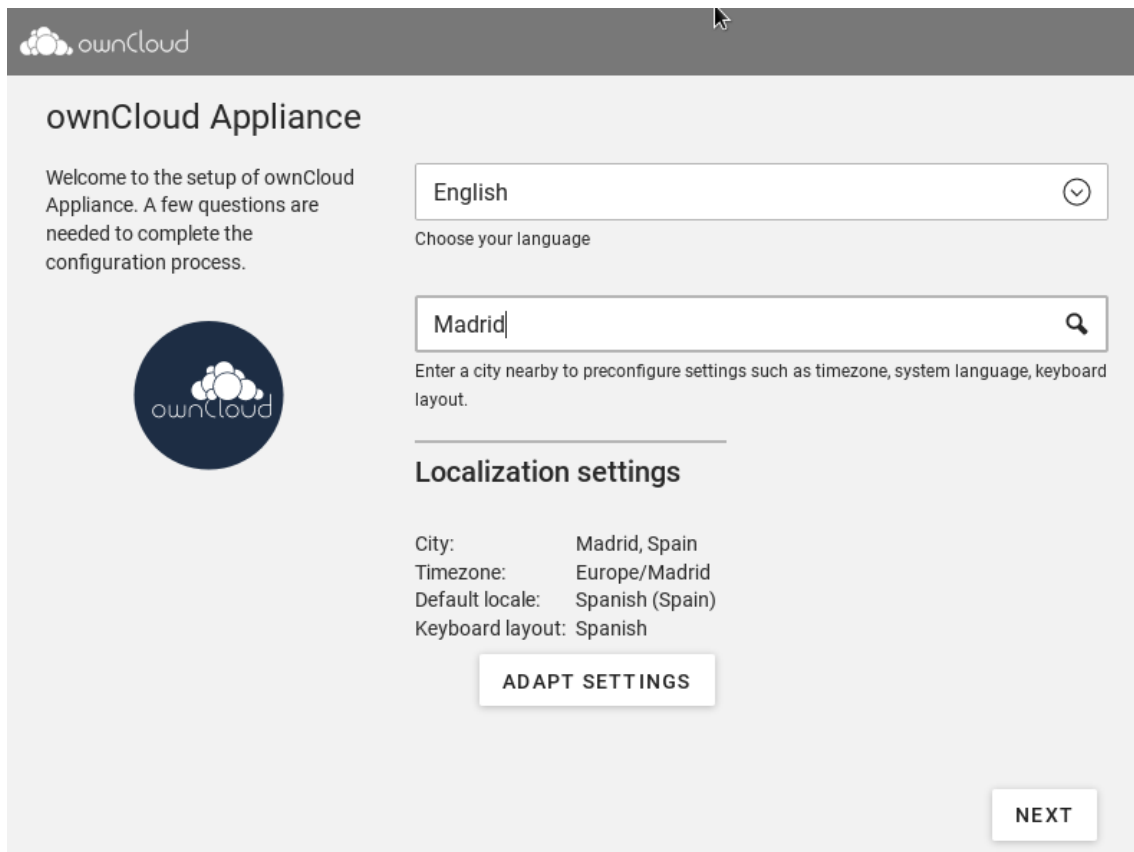 ownCloud
ownCloud Appliance
Welcome to the setup of ownCloud
Appliance. A few questions are
needed to complete the
configuration process.
ownCloud
English
Choose your language
Madrid
Enter a city nearby to preconfigure settings such as timezone, system language, keyboard
layout.
Localization settings
City: Madrid, Spain
Timezone: Europe/Madrid
Default locale: Spanish (Spain)
Keyboard layout: Spanish
ADAPT SETTINGS
NEXT